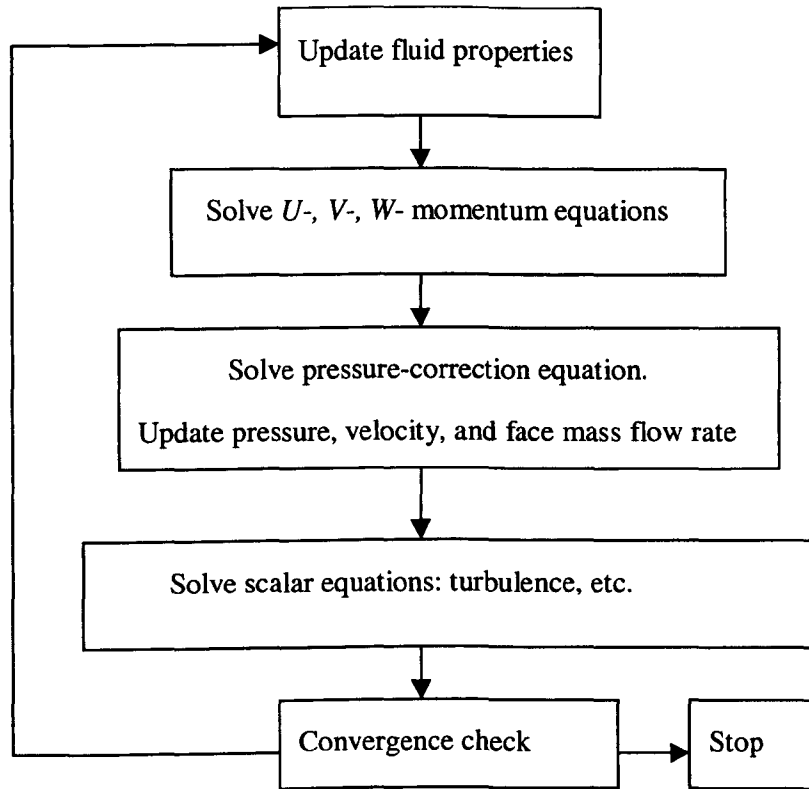 Update fluid properties
Solve U-, V-, W- momentum equations
Solve pressure-correction equation.
Update pressure, velocity, and face mass flow rate
Solve scalar equations: turbulence, etc.
Convergence check
Stop